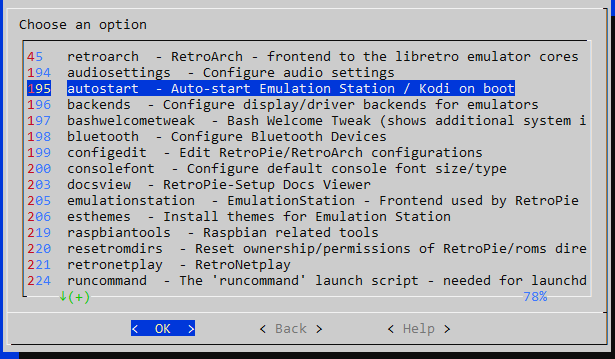 Choose an option
45 retroarch - RetroArch - frontend to the libretro emulator cores
194 audiosettings - Configure audio settings
195 autostart - Auto-start Emulation Station / Kodi on boot
196 backends - Configure display/driver backends for emulators
197 bashwelcometweak - Bash Welcome Tweak (shows additional system i
198 bluetooth - Configure Bluetooth Devices
199 configedit - Edit RetroPie/RetroArch configurations
200 consolefont - Configure default console font size/type
203 docsview - RetroPie-Setup Docs Viewer
205 emulationstation - EmulationStation - Frontend used by RetroPie
206 esthemes - Install themes for Emulation Station
219 raspbiantools - Raspbian related tools
220 resetromdirs - Reset ownership/permissions of RetroPie/roms dire
221 retronetplay - RetroNetplay
224 runcommand - The 'runcommand' launch script - needed for launchd
↓(+) 78%
< OK > < Back > < Help >